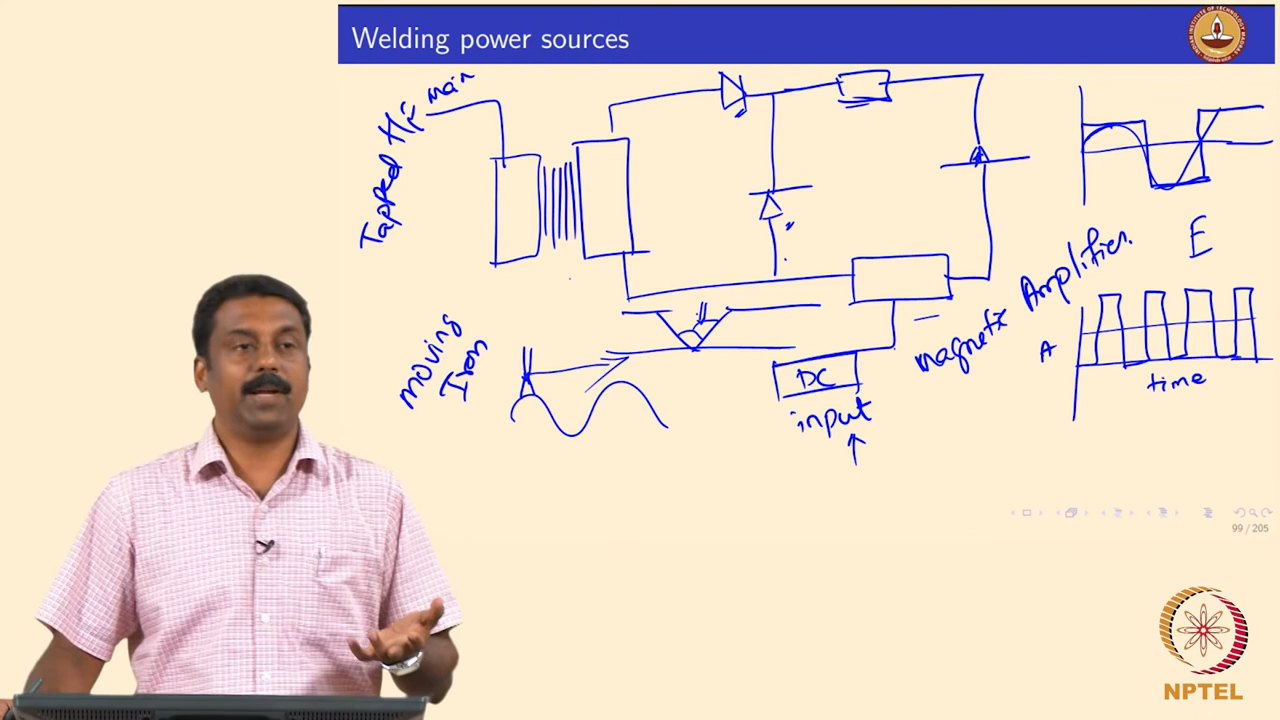 Welding power sources
main
Tapped H/F
E
Amplifier
magnetic
A
time
Moving
Iron
DC
input
99 / 205
NPTEL